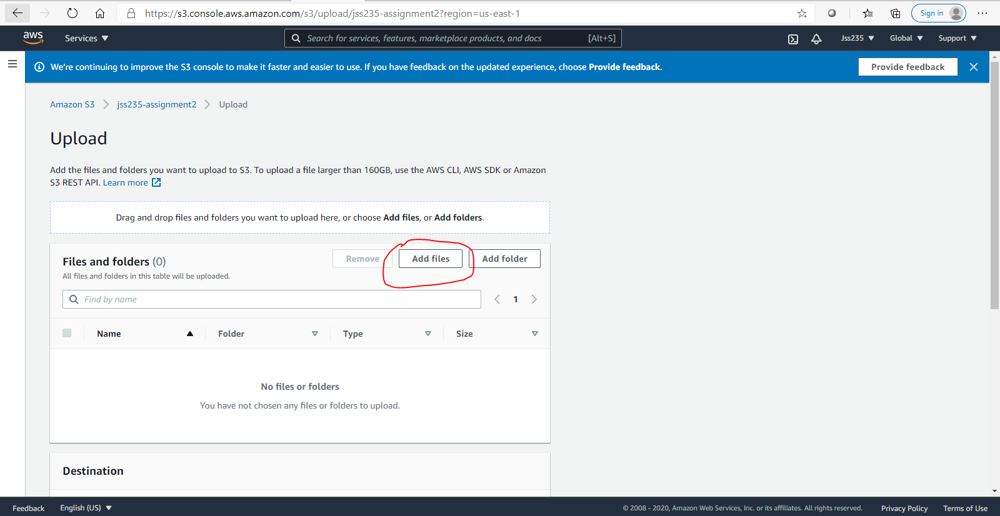 https://s3.console.aws.amazon.com/s3/upload/jss235-assignment2?region=us-east-1
Sign in
aws
Services
Search for services, features, marketplace products, and docs
[Alt+S]
Jss235
Global
Support
We're continuing to improve the S3 console to make it faster and easier to use. If you have feedback on the updated experience, choose Provide feedback.
Provide feedback
Amazon S3
jss235-assignment2
Upload
Upload
Add the files and folders you want to upload to S3. To upload a file larger than 160GB, use the AWS CLI, AWS SDK or Amazon
S3 REST API. Learn more
Drag and drop files and folders you want to upload here, or choose Add files, or Add folders.
Files and folders (0)
Remove
Add files
Add folder
All files and folders in this table will be uploaded.
Find by name
1
Name
Folder
Type
Size
No files or folders
You have not chosen any files or folders to upload.
Destination
Feedback
English (US)
© 2008 - 2020, Amazon Web Services, Inc. or its affiliates. All rights reserved.
Privacy Policy
Terms of Use